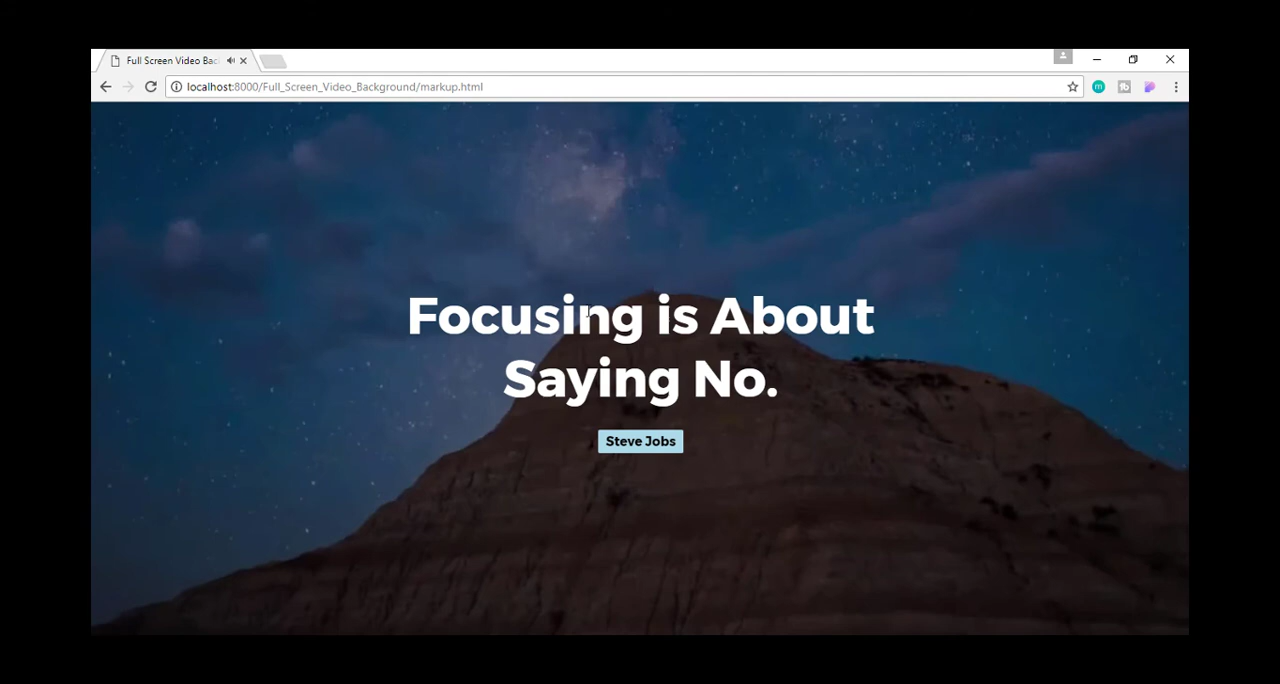 Full Screen Video Bac
localhost:8000/Full_Screen_Video_Background/markup.html
m
Focusing is About
Saying No.
Steve Jobs